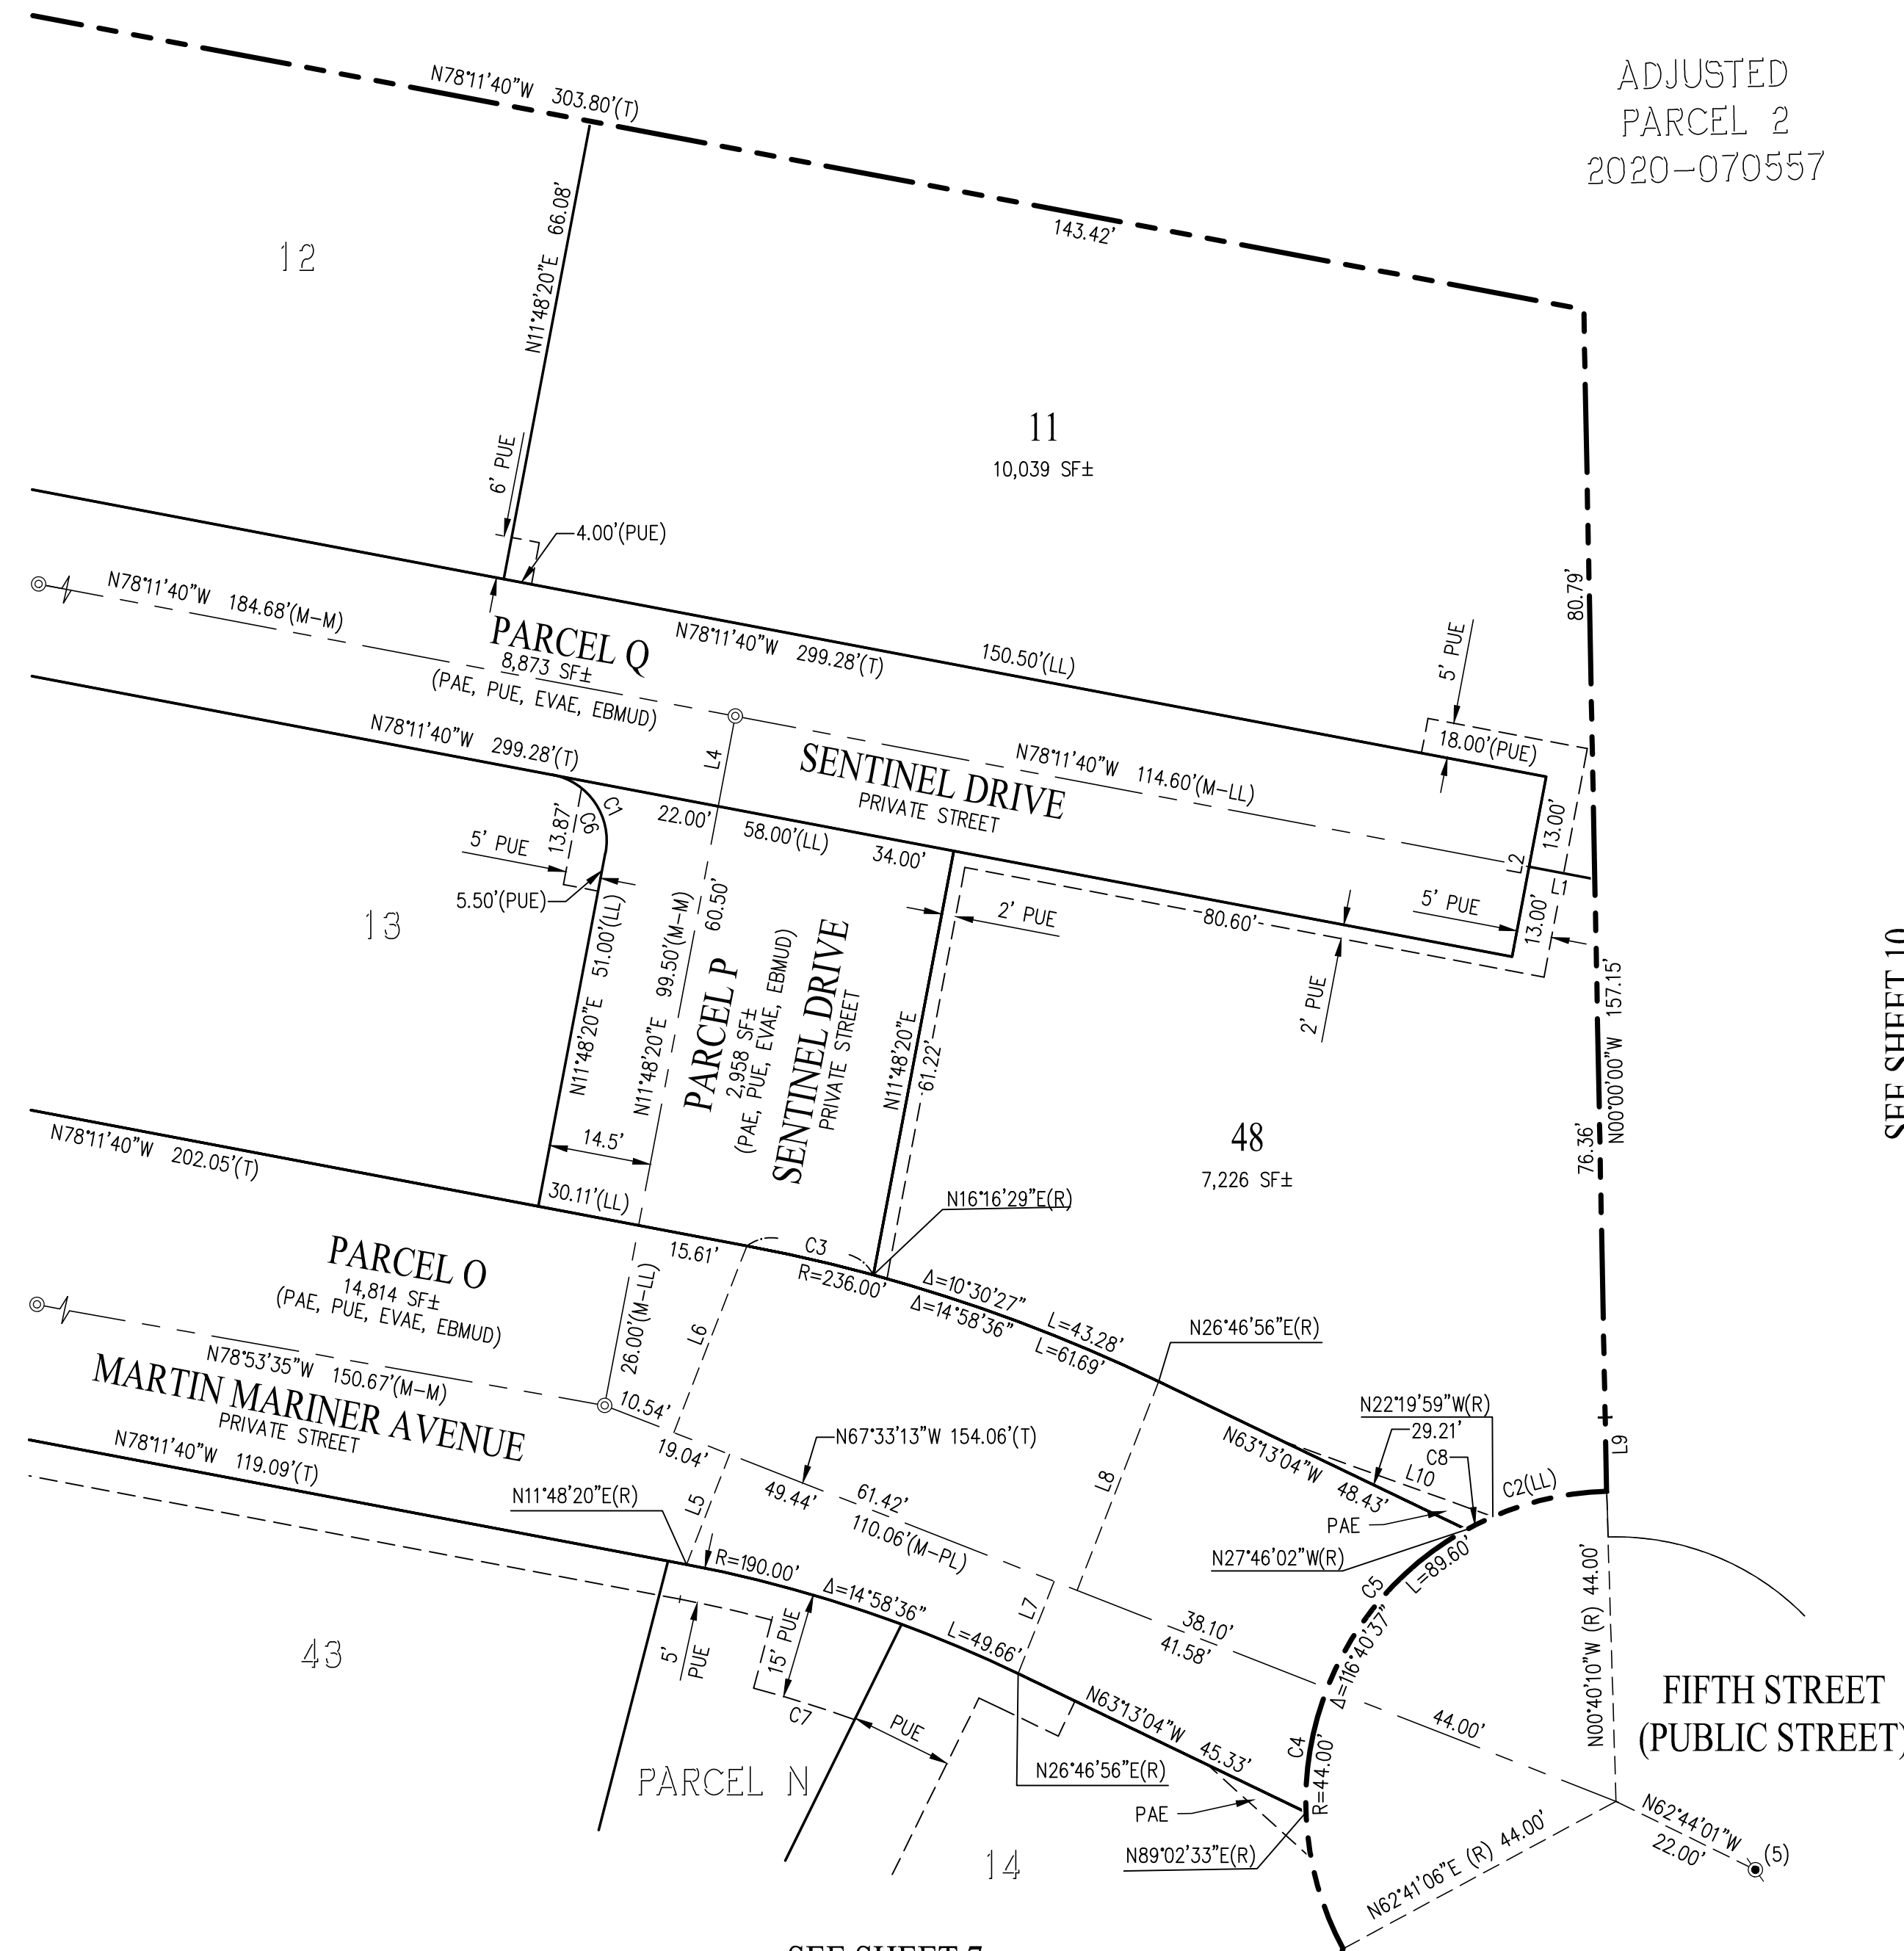 ADJUSTED
PARCEL 2
2020-070557
N78°11'40"W 303.80'(T)
143.42'
12
N11°48'20"E 66.08'
11
10,039 SF±
6' PUE
4.00'(PUE)
80.79'
N78°11'40"W 184.68'(M-M)
PARCEL Q
8,873 SF±
(PAE, PUE, EVAE, EBMUD)
N78°11'40"W 299.28'(T)
150.50'(LL)
5' PUE
18.00'(PUE)
N78°11'40"W 299.28'(T)
L4
SENTINEL DRIVE
PRIVATE STREET
N78°11'40"W 114.60'(M-LL)
13.00'
L2
L1
13.00'
5' PUE
C1
C6
13.87'
22.00'
58.00'(LL)
34.00'
5' PUE
5.50'(PUE)
13
2' PUE
80.60'
2' PUE
N11°48'20"E 51.00'(LL)
N11°48'20"E 99.50'(M-M)
60.50'
PARCEL P
2,958 SF±
(PAE, PUE, EVAE, EBMUD)
SENTINEL DRIVE
PRIVATE STREET
N11°48'20"E
61.22'
N00°00'00"W 157.15'
76.36'
SEE SHEET 10
48
7,226 SF±
N78°11'40"W 202.05'(T)
14.5'
30.11'(LL)
15.61'
C3
N16°16'29"E(R)
R=236.00'
Δ=10°30'27" L=43.28'
Δ=14°58'36" L=61.69'
PARCEL O
14,814 SF±
(PAE, PUE, EVAE, EBMUD)
L6
26.00'(M-LL)
N26°46'56"E(R)
N78°53'35"W 150.67'(M-M)
MARTIN MARINER AVENUE
PRIVATE STREET
N78°11'40"W 119.09'(T)
10.54'
19.04'
N67°33'13"W 154.06'(T)
49.44'
61.42'
110.06'(M-PL)
L5
L8
N63°13'04"W 48.43'
N22°19'59"W(R)
29.21'
C8
L10
C2(LL)
L9
PAE
N27°46'02"W(R)
L=89.60'
C5
Δ=116°40'37"
N11°48'20"E(R)
R=190.00'
Δ=14°58'36"
L=49.66'
L7
38.10'
41.58'
44.00'
N00°40'10"W (R) 44.00'
43
5'
PUE
15' PUE
C7
PUE
N63°13'04"W 45.33'
C4
R=44.00'
FIFTH STREET
(PUBLIC STREET)
PARCEL N
N26°46'56"E(R)
PAE
N89°02'33"E(R)
14
N62°44'01"W
22.00'
(5)
N62°41'06"E (R) 44.00'
SEE SHEET 7